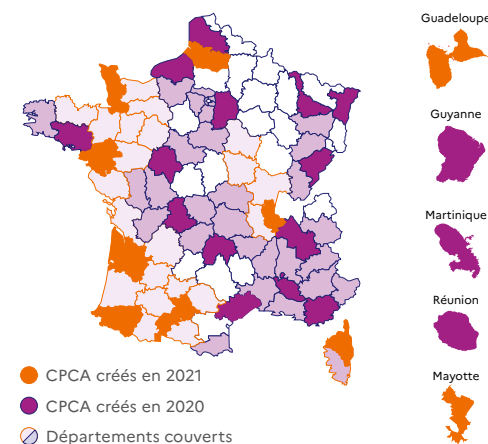 Guadeloupe
Guyanne
Martinique
Réunion
Mayotte
CPCA créés en 2021
CPCA créés en 2020
Départements couverts